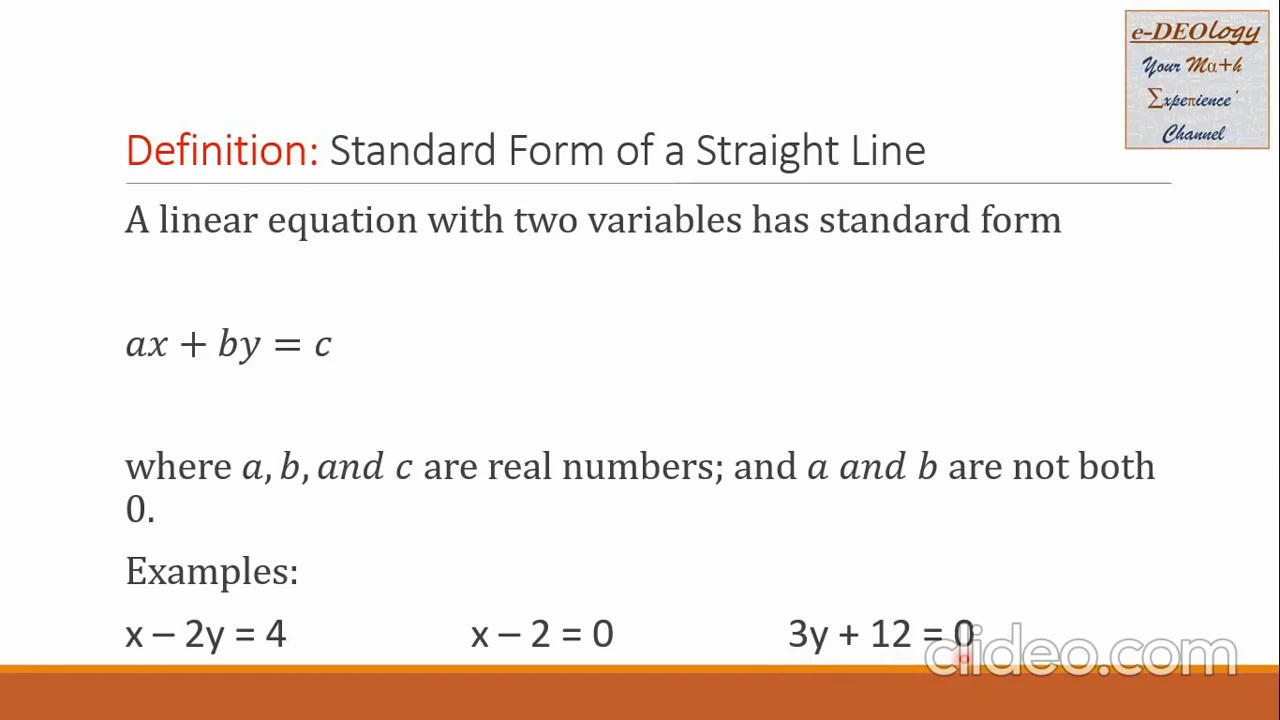 e-DEOlogy
Your Mα+h
Σxpeπience'
Channel
Definition: Standard Form of a Straight Line
A linear equation with two variables has standard form
ax + by = c
where a, b, and c are real numbers; and a and b are not both
0.
Examples:
x – 2y = 4 x – 2 = 0 3y + 12 = 0
clideo.com